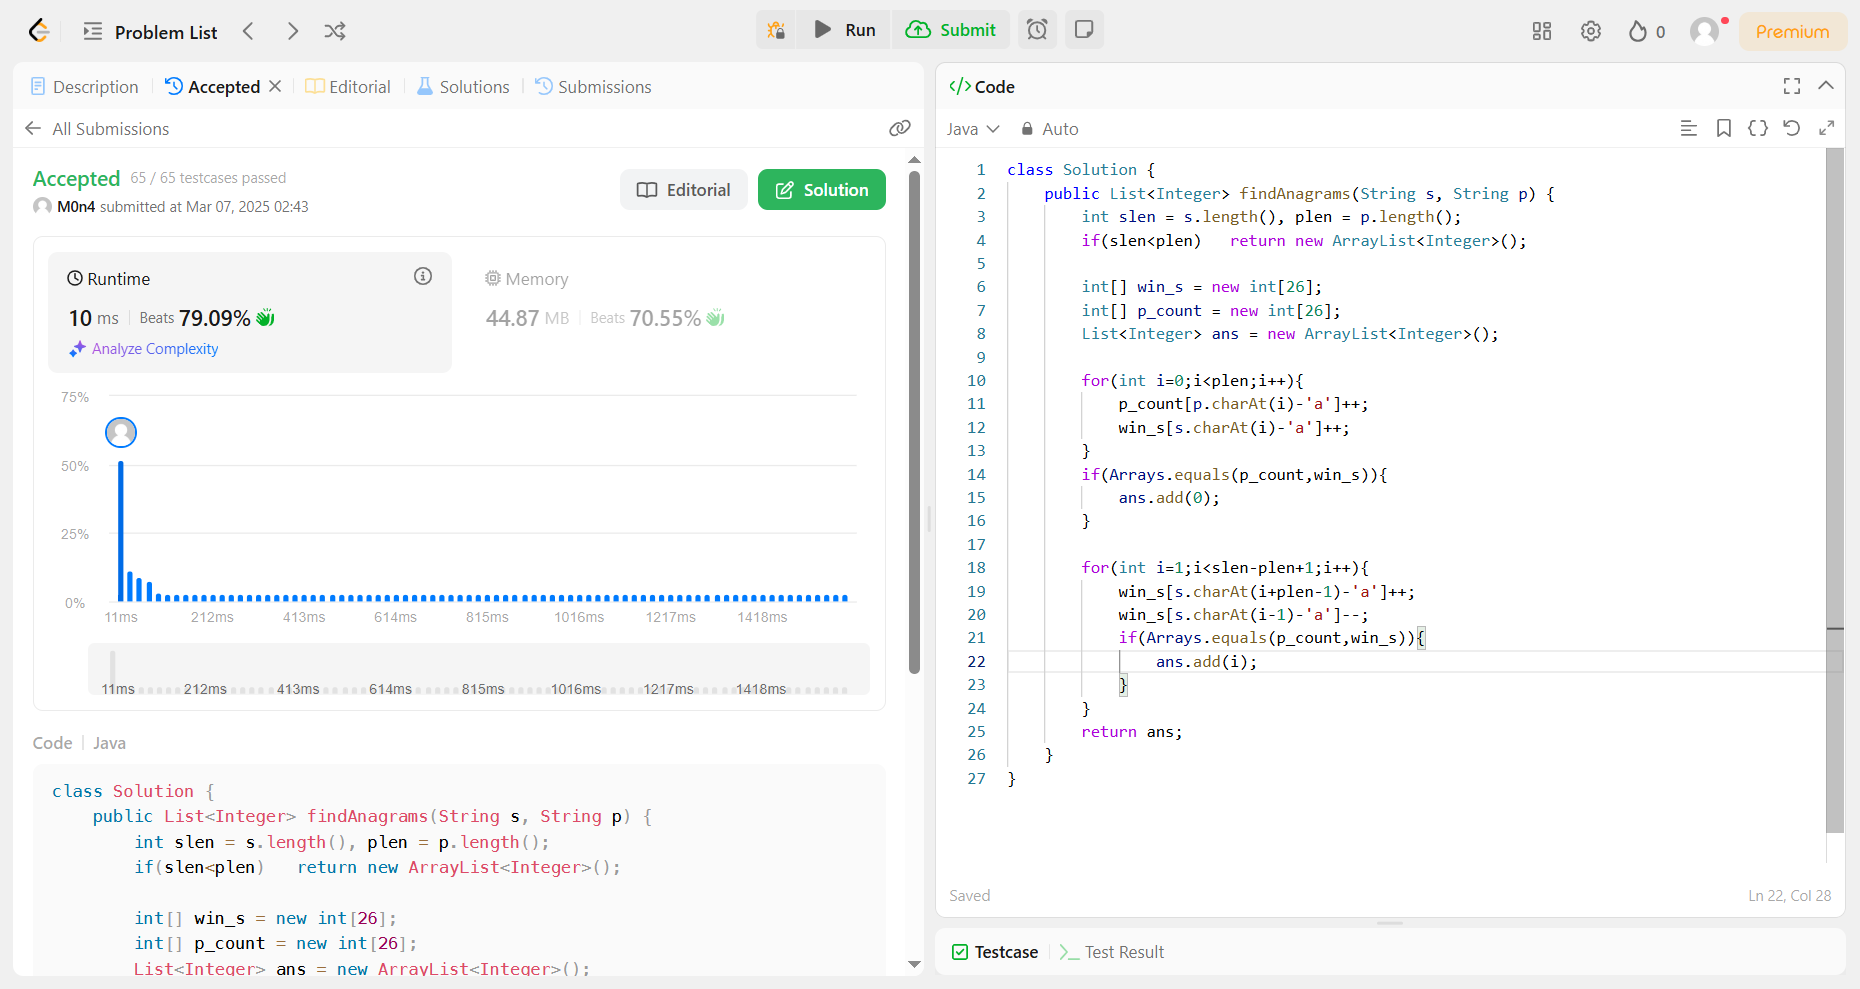 Problem List
Run
Submit
0
Premium
Description
Accepted
Editorial
Solutions
Submissions
All Submissions
Accepted 65 / 65 testcases passed
M0n4 submitted at Mar 07, 2025 02:43
Editorial
Solution
Runtime
10 ms Beats 79.09%
Analyze Complexity
Memory
44.87 MB Beats 70.55%
75%
50%
25%
0%
11ms 212ms 413ms 614ms 815ms 1016ms 1217ms 1418ms
11ms 212ms 413ms 614ms 815ms 1016ms 1217ms 1418ms
Code Java
class Solution {
    public List<Integer> findAnagrams(String s, String p) {
        int slen = s.length(), plen = p.length();
        if(slen<plen)   return new ArrayList<Integer>();
        int[] win_s = new int[26];
        int[] p_count = new int[26];
        List<Integer> ans = new ArrayList<Integer>();
</> Code
Java Auto
1 class Solution {
2     public List<Integer> findAnagrams(String s, String p) {
3         int slen = s.length(), plen = p.length();
4         if(slen<plen)   return new ArrayList<Integer>();
5
6         int[] win_s = new int[26];
7         int[] p_count = new int[26];
8         List<Integer> ans = new ArrayList<Integer>();
9
10         for(int i=0;i<plen;i++){
11             p_count[p.charAt(i)-'a']++;
12             win_s[s.charAt(i)-'a']++;
13         }
14         if(Arrays.equals(p_count,win_s)){
15             ans.add(0);
16         }
17
18         for(int i=1;i<slen-plen+1;i++){
19             win_s[s.charAt(i+plen-1)-'a']++;
20             win_s[s.charAt(i-1)-'a']--;
21             if(Arrays.equals(p_count,win_s)){
22                 ans.add(i);
23             }
24         }
25         return ans;
26     }
27 }
Saved
Ln 22, Col 28
Testcase
Test Result